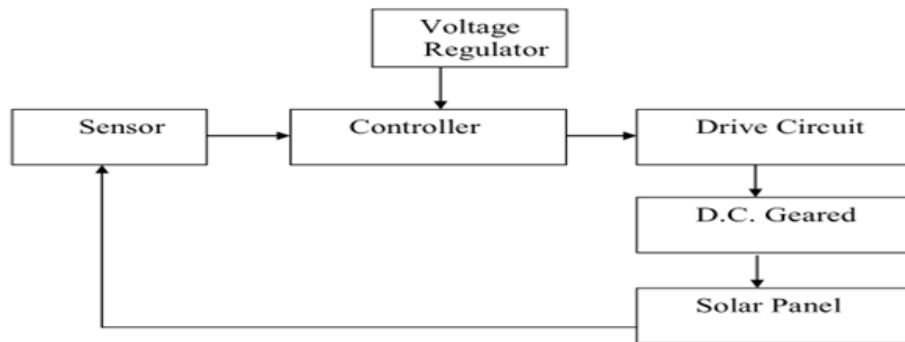 Voltage
Regulator
Sensor
Controller
Drive Circuit
D.C. Geared
Solar Panel